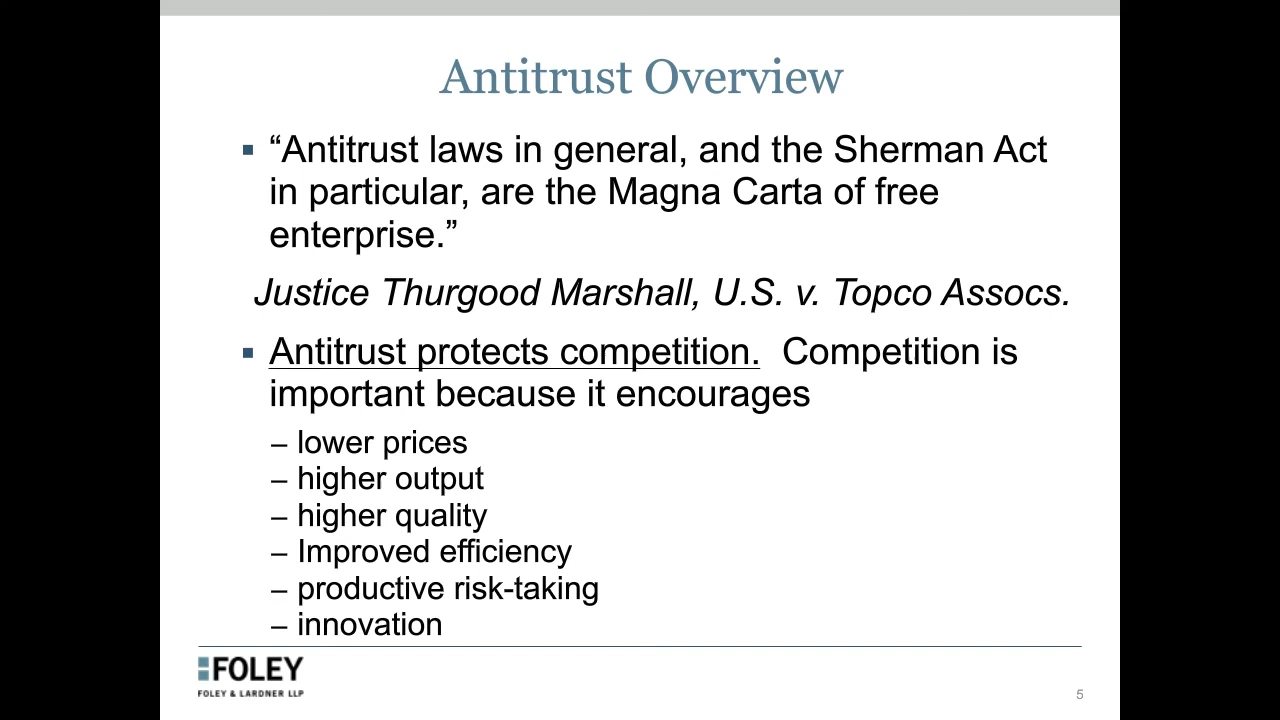 Antitrust Overview
▪ “Antitrust laws in general, and the Sherman Act
in particular, are the Magna Carta of free
enterprise.”
Justice Thurgood Marshall, U.S. v. Topco Assocs.
▪ Antitrust protects competition.  Competition is
important because it encourages
– lower prices
– higher output
– higher quality
– Improved efficiency
– productive risk-taking
– innovation
FOLEY
FOLEY & LARDNER LLP
5